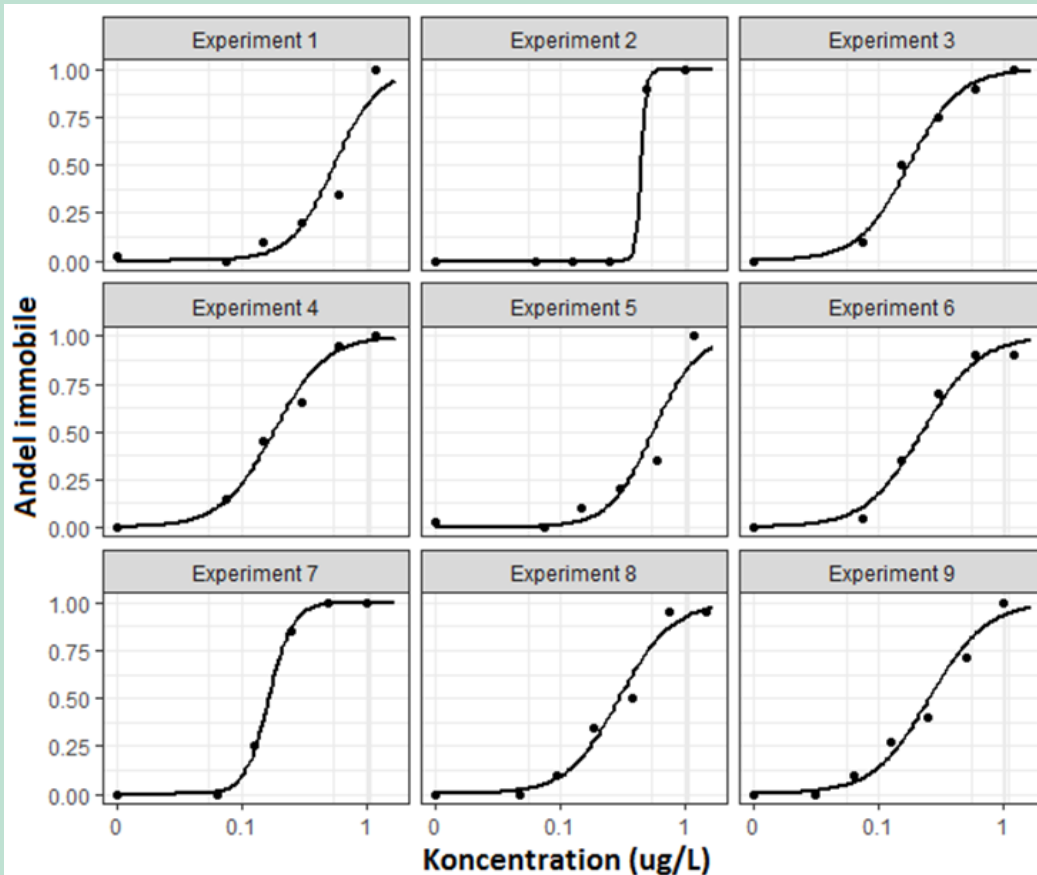 Experiment 1
Experiment 2
Experiment 3
1.00
0.75
0.50
0.25
0.00
Experiment 4
Experiment 5
Experiment 6
1.00
0.75
0.50
0.25
0.00
Experiment 7
Experiment 8
Experiment 9
1.00
0.75
0.50
0.25
0.00
0 0.1 1 0 0.1 1 0 0.1 1
Andel immobile
Koncentration (ug/L)